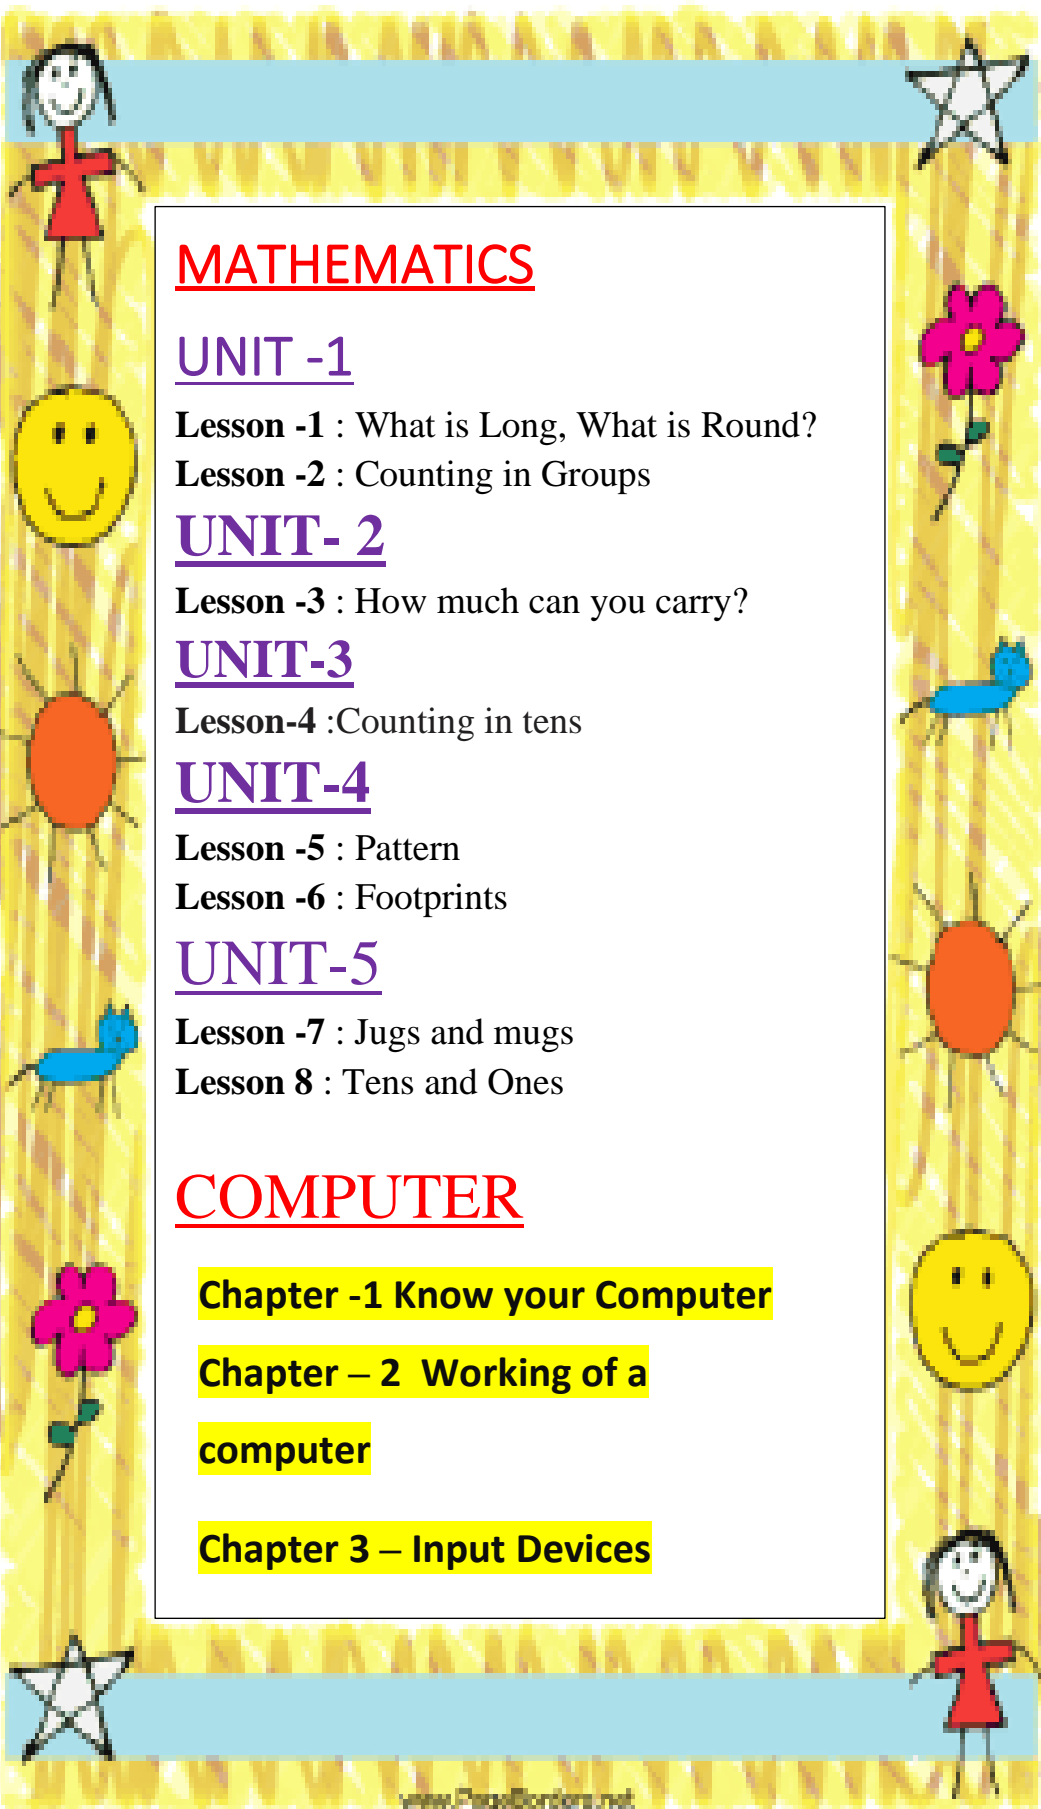 MATHEMATICS
UNIT -1
Lesson -1 : What is Long, What is Round?
Lesson -2 : Counting in Groups
UNIT- 2
Lesson -3 : How much can you carry?
UNIT-3
Lesson-4 :Counting in tens
UNIT-4
Lesson -5 : Pattern
Lesson -6 : Footprints
UNIT-5
Lesson -7 : Jugs and mugs
Lesson 8 : Tens and Ones
COMPUTER
Chapter -1 Know your Computer
Chapter – 2  Working of a
computer
Chapter 3 – Input Devices
www.PageBorders.net